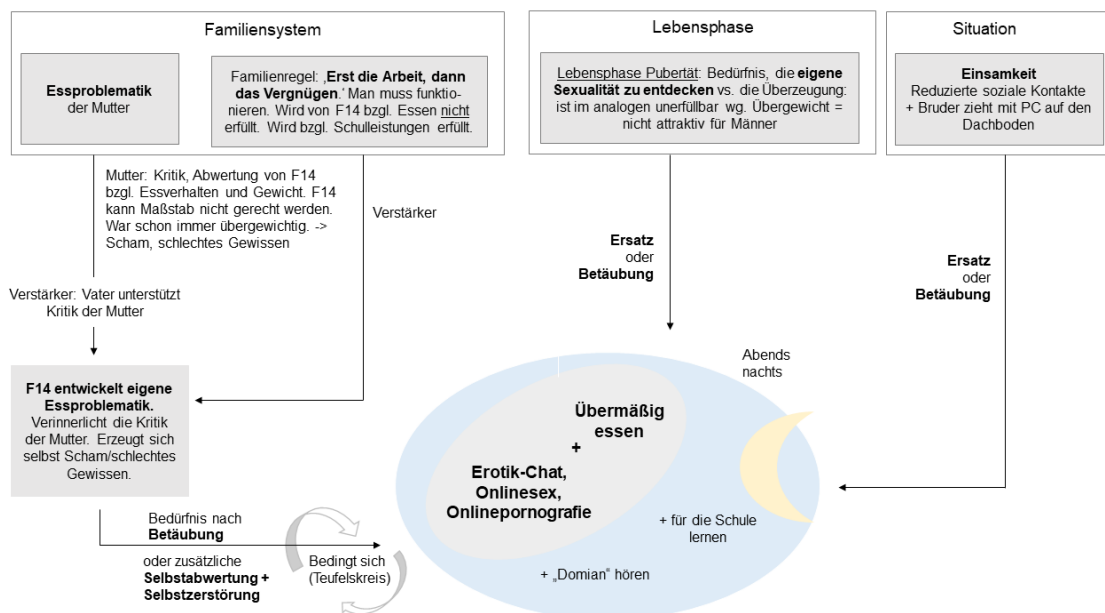 Familiensystem
Essproblematik
der Mutter
Familienregel: ‚Erst die Arbeit, dann
das Vergnügen.' Man muss funktio-
nieren. Wird von F14 bzgl. Essen nicht
erfüllt. Wird bzgl. Schulleistungen erfüllt.
Lebensphase
Lebensphase Pubertät: Bedürfnis, die eigene
Sexualität zu entdecken vs. die Überzeugung:
ist im analogen unerfüllbar wg. Übergewicht =
nicht attraktiv für Männer
Situation
Einsamkeit
Reduzierte soziale Kontakte
+ Bruder zieht mit PC auf den
Dachboden
Mutter: Kritik, Abwertung von F14
bzgl. Essverhalten und Gewicht. F14
kann Maßstab nicht gerecht werden.
War schon immer übergewichtig. ->
Scham, schlechtes Gewissen
Verstärker
Ersatz
oder
Betäubung
Ersatz
oder
Betäubung
Verstärker: Vater unterstützt
Kritik der Mutter
F14 entwickelt eigene
Essproblematik.
Verinnerlicht die Kritik
der Mutter. Erzeugt sich
selbst Scham/schlechtes
Gewissen.
Abends
nachts
Übermäßig
essen
+
Erotik-Chat,
Onlinesex,
Onlinepornografie
+ für die Schule
lernen
+ „Domian" hören
Bedürfnis nach
Betäubung
oder zusätzliche
Selbstabwertung +
Selbstzerstörung
Bedingt sich
(Teufelskreis)